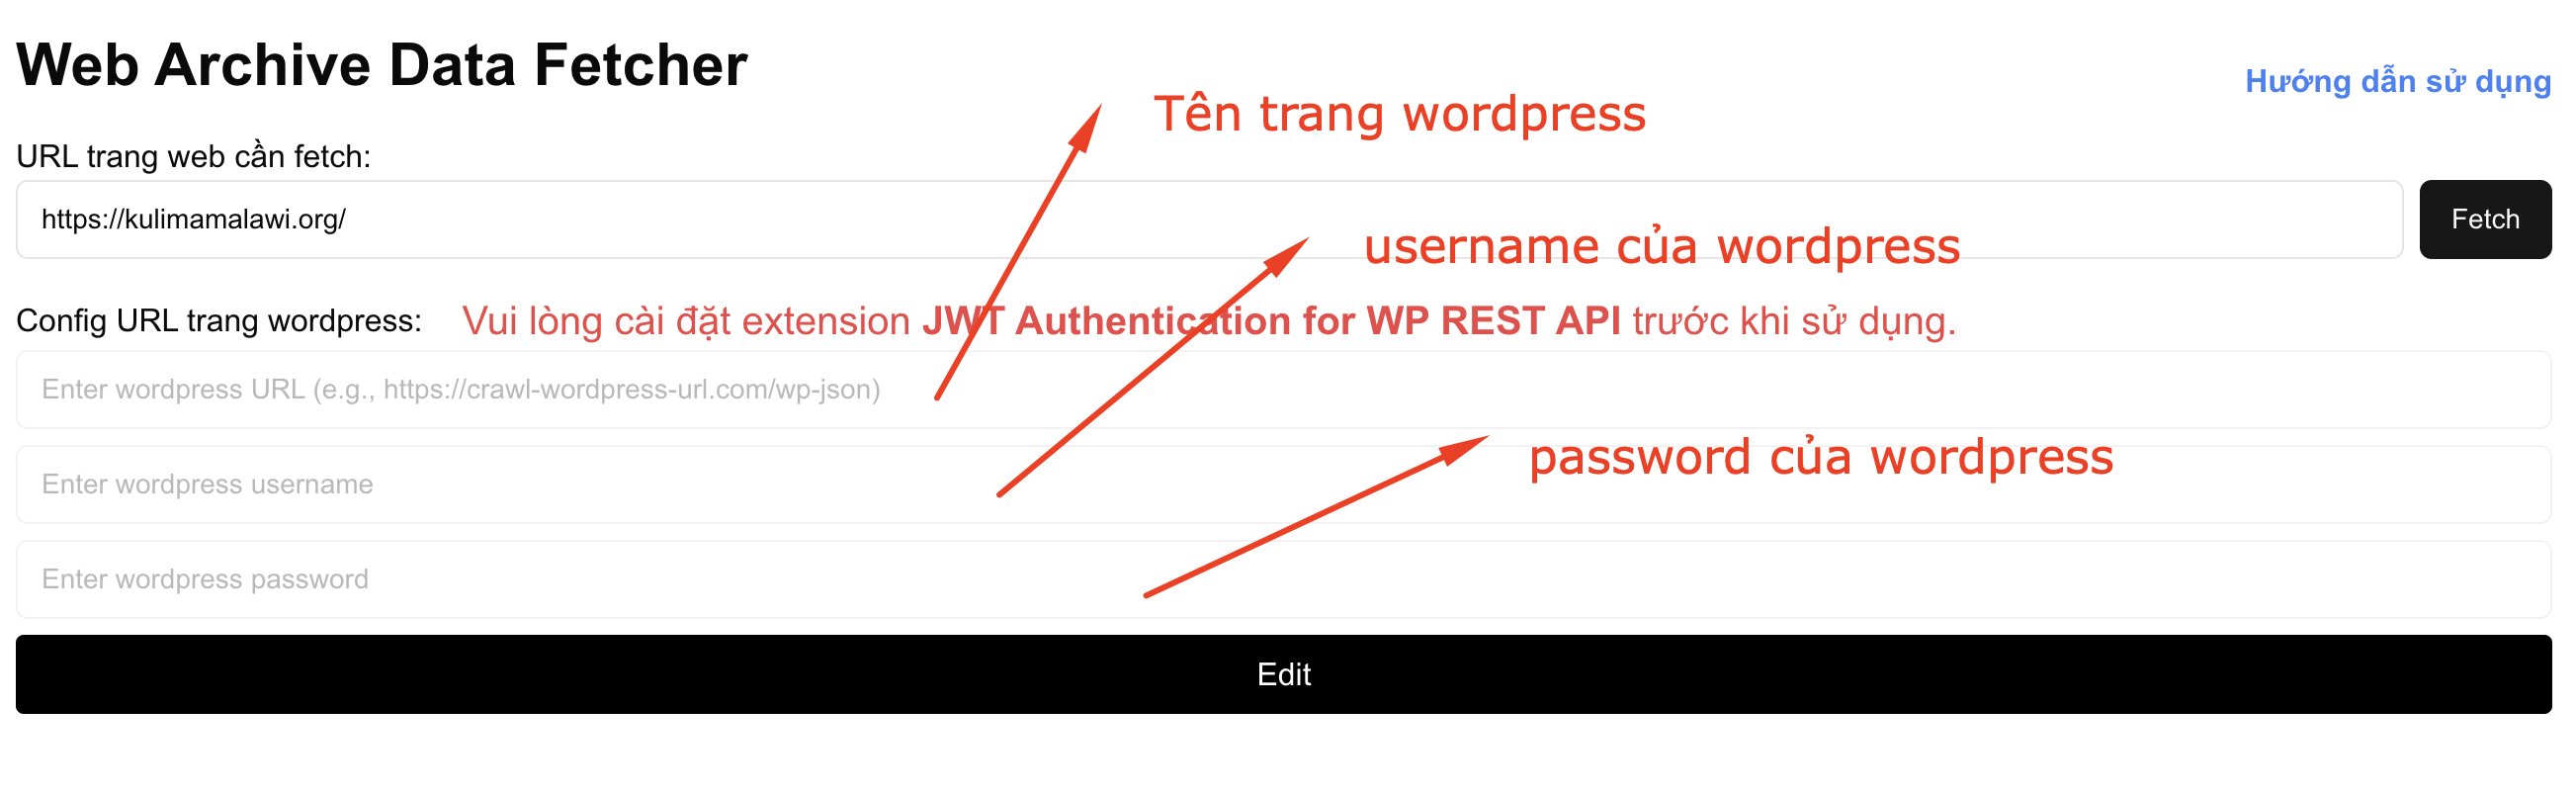 Web Archive Data Fetcher
Hướng dẫn sử dụng
Tên trang wordpress
URL trang web cần fetch:
https://kulimamalawi.org/
Fetch
username của wordpress
Config URL trang wordpress: Vui lòng cài đặt extension JWT Authentication for WP REST API trước khi sử dụng.
Enter wordpress URL (e.g., https://crawl-wordpress-url.com/wp-json)
password của wordpress
Enter wordpress username
Enter wordpress password
Edit